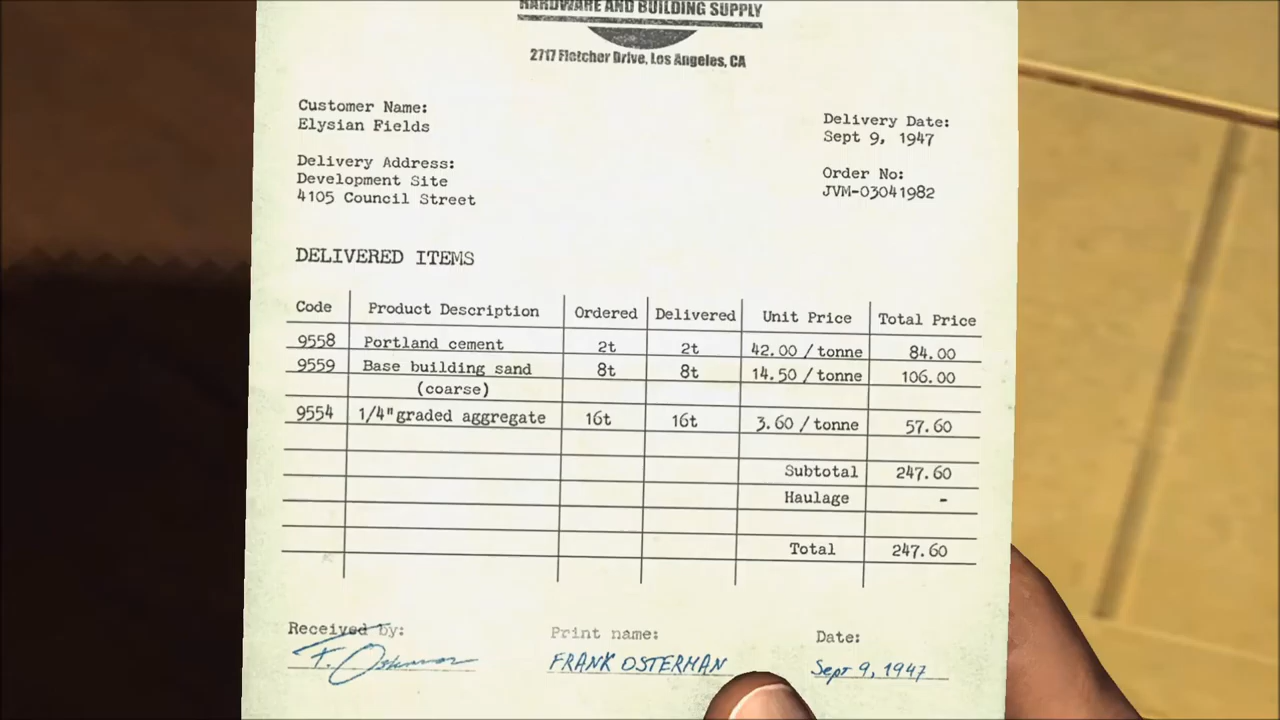 HARDWARE AND BUILDING SUPPLY
2717 Fletcher Drive, Los Angeles, CA
Customer Name:
Elysian Fields
Delivery Date:
Sept 9, 1947
Delivery Address:
Development Site
4105 Council Street
Order No:
JVM-03041982
DELIVERED ITEMS
Code Product Description Ordered Delivered Unit Price Total Price
9558 Portland cement 2t 2t 42.00 / tonne 84.00
9559 Base building sand 8t 8t 14.50 / tonne 106.00
(coarse)
9554 1/4" graded aggregate 16t 16t 3.60 / tonne 57.60
Subtotal 247.60
Haulage -
Total 247.60
Received by: Print name: Date:
F. Osterman FRANK OSTERMAN Sept 9, 1947